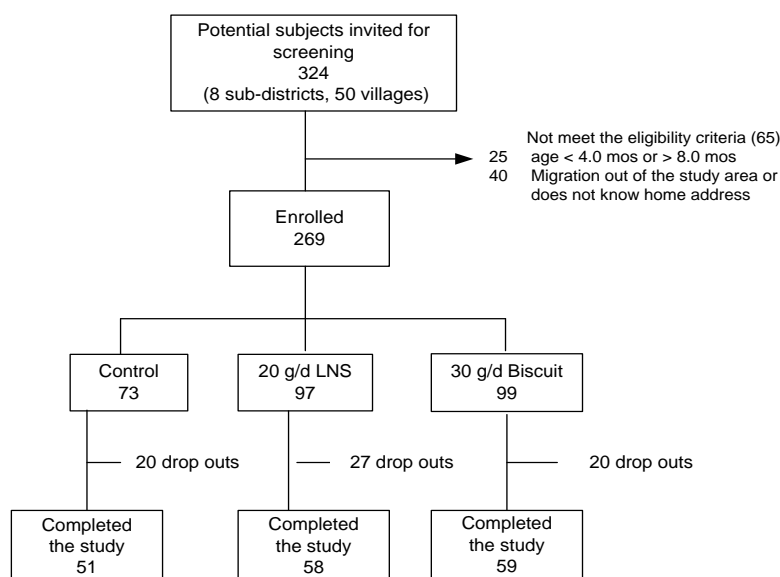 Potential subjects invited for
screening
324
(8 sub-districts, 50 villages)
Not meet the eligibility criteria (65)
25 age < 4.0 mos or > 8.0 mos
40 Migration out of the study area or
does not know home address
Enrolled
269
Control
73
20 g/d LNS
97
30 g/d Biscuit
99
20 drop outs
27 drop outs
20 drop outs
Completed
the study
51
Completed
the study
58
Completed
the study
59